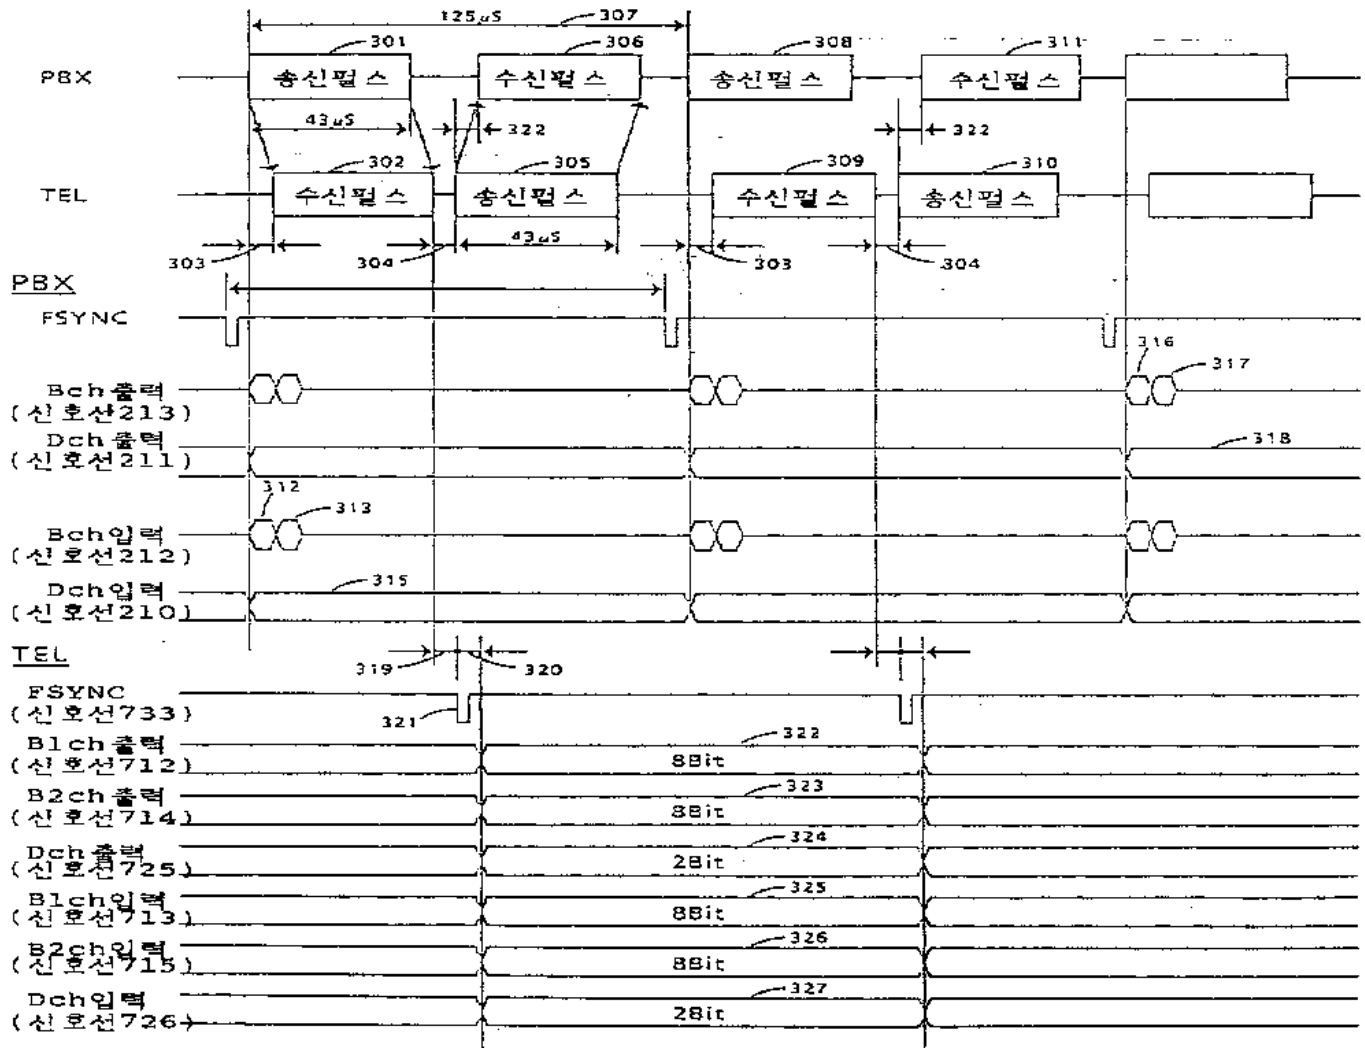 125μS 307
301 306 308 311
PBX 송신펄스 수신펄스 송신펄스 수신펄스
43μS 322 322
302 305 309 310
TEL 수신펄스 송신펄스 수신펄스 송신펄스
303 304 43μS 303 304
PBX
FSYNC
316
317
Bch출력
(신호선213)
Dch출력
318
(신호선211)
312
313
Bch입력
(신호선212)
Dch입력
315
(신호선210)
TEL
319 320
FSYNC
(신호선733)
321
B1ch출력
322
(신호선712)
8Bit
B2ch출력
323
(신호선714)
8Bit
Dch출력
324
(신호선725)
2Bit
B1ch입력
325
(신호선713)
8Bit
B2ch입력
326
(신호선715)
8Bit
Dch입력
327
(신호선726)
2Bit